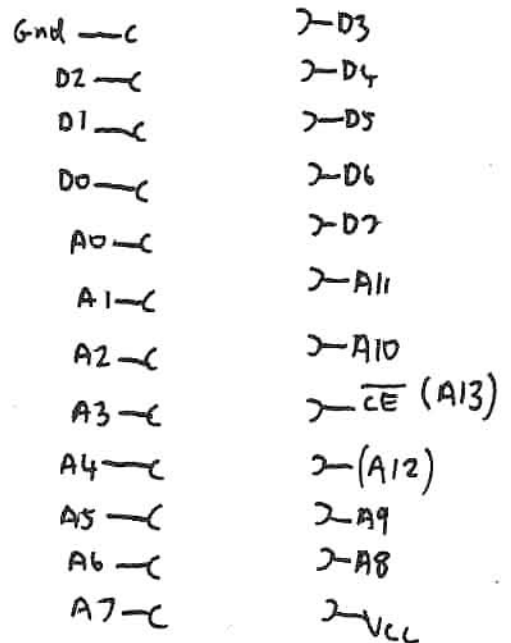 Gnd D3
D2 D4
D1 D5
D0 D6
A0 D7
A1 A11
A2 A10
A3 C̅E̅ (A13)
A4 (A12)
A5 A9
A6 A8
A7 Vcc